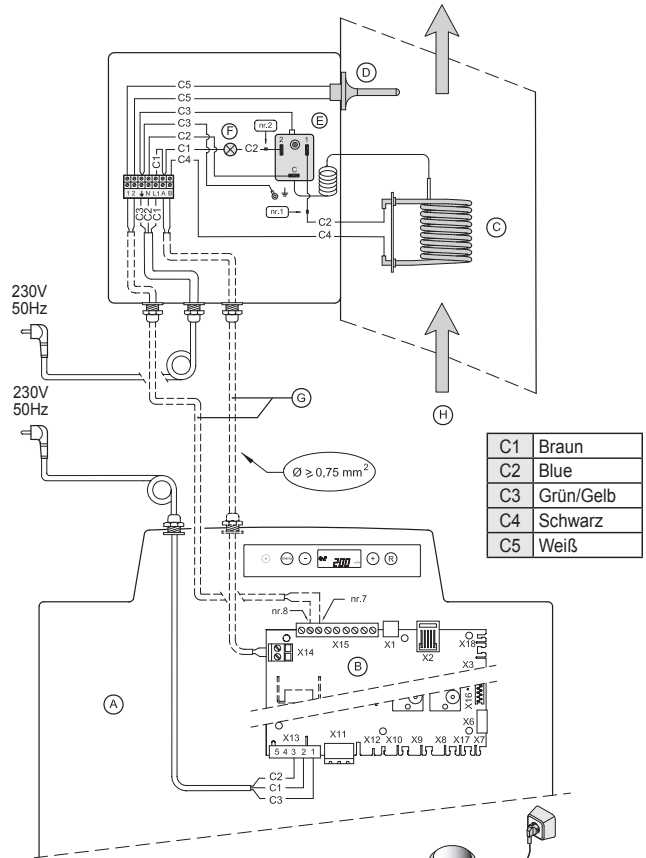 C5
C5
C3
C3
C2
C1
C4
C1
F
C2
nr.2
E
D
2
1
C
nr.1
C2
C4
C
1 2 N L1 A B
C3
C2
C1
230V
50Hz
230V
50Hz
G
H
Ø ≥ 0,75 mm²
C1 Braun
C2 Blue
C3 Grün/Gelb
C4 Schwarz
C5 Weiß
menu
200
R
nr.8
nr.7
X14
X15
X1
X2
X18
X3
X16
X6
A
B
X13
X11
X12 X10 X9 X8 X17 X7
5 4 3 2 1
C2
C1
C3